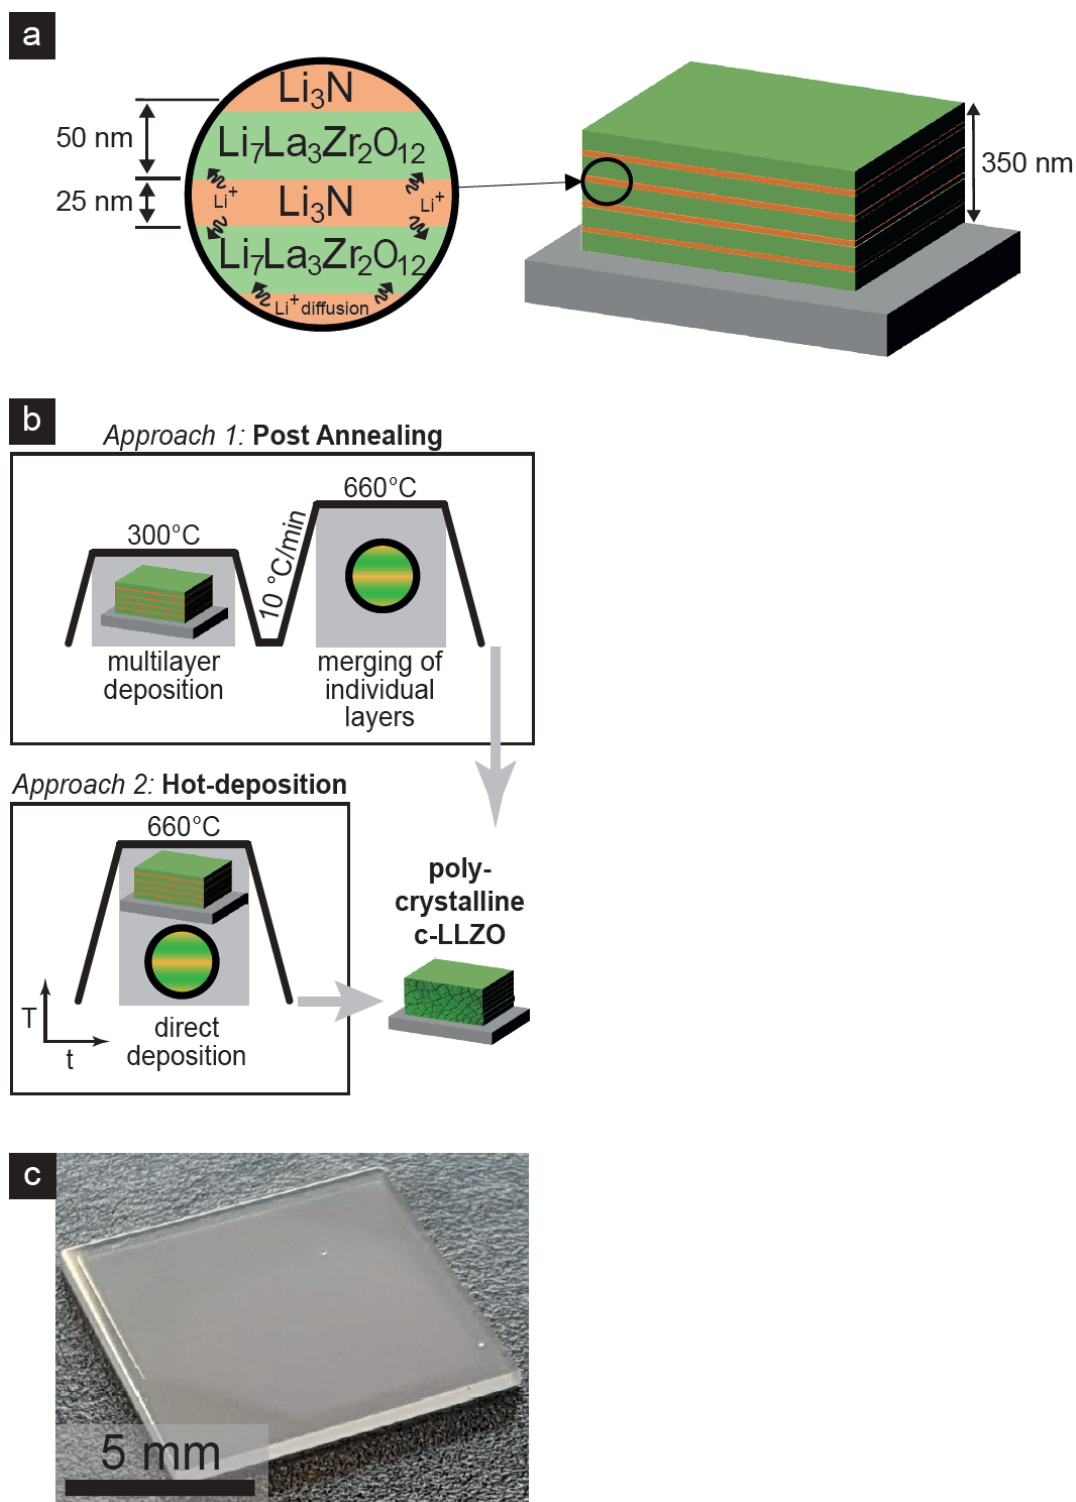 a
Li₃N
50 nm
Li₇La₃Zr₂O₁₂
350 nm
25 nm
Li⁺
Li₃N
Li⁺
Li₇La₃Zr₂O₁₂
Li⁺ diffusion
b
Approach 1: Post Annealing
660°C
300°C
10 °C/min
multilayer
deposition
merging of
individual
layers
Approach 2: Hot-deposition
660°C
poly-
crystalline
c-LLZO
T
t
direct
deposition
c
5 mm